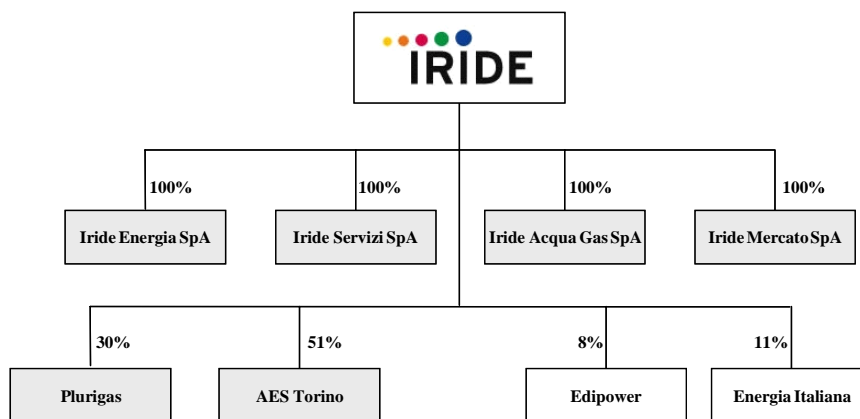 IRIDE
100%
100%
100%
100%
Iride Energia SpA
Iride Servizi SpA
Iride Acqua Gas SpA
Iride Mercato SpA
30%
51%
8%
11%
Plurigas
AES Torino
Edipower
Energia Italiana